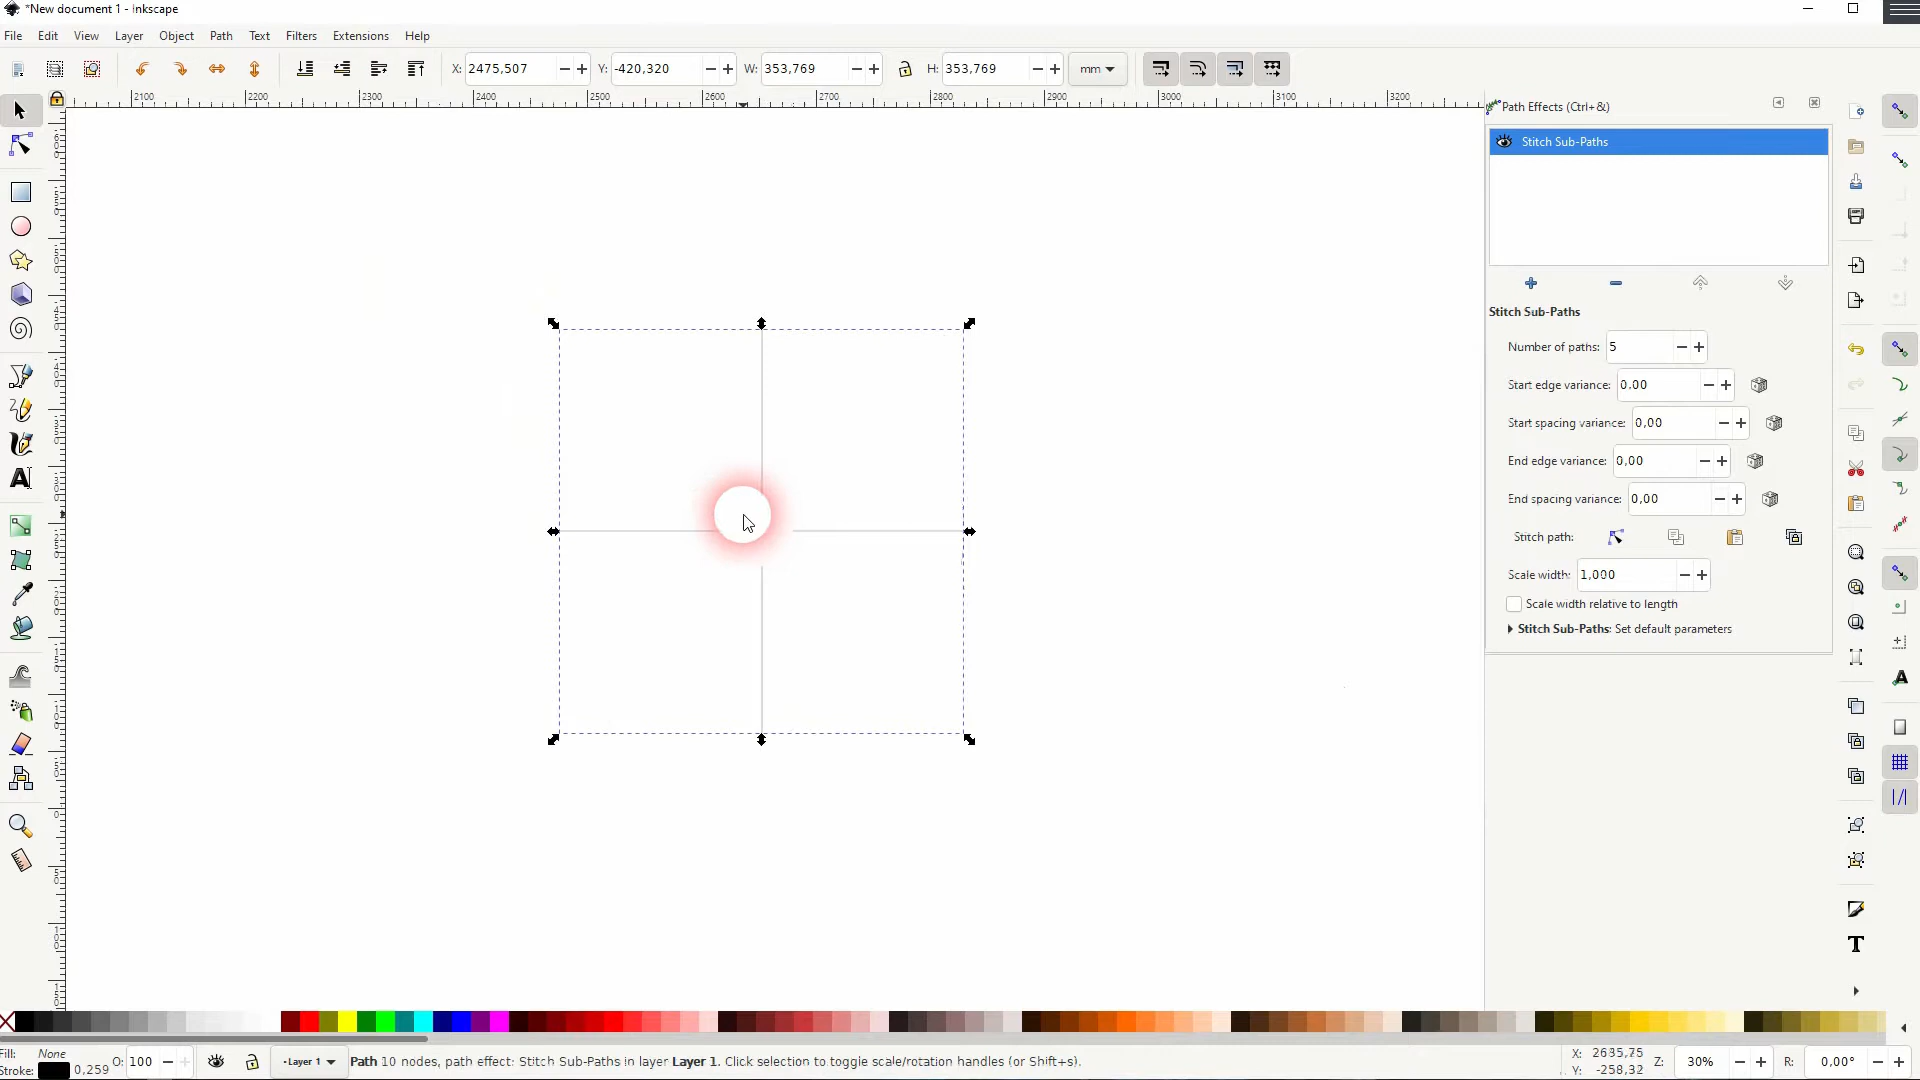 *New document 1 - Inkscape
File Edit View Layer Object Path Text Filters Extensions Help
X: 2475,507 Y: -420,320 W: 353,769 H: 353,769 mm
2100 2200 2300 2400 2500 2600 2700 2800 2900 3000 3100 3200
Path Effects (Ctrl+&)
Stitch Sub-Paths
Stitch Sub-Paths
Number of paths: 5
Start edge variance: 0,00
Start spacing variance: 0,00
End edge variance: 0,00
End spacing variance: 0,00
Stitch path:
Scale width: 1,000
Scale width relative to length
Stitch Sub-Paths: Set default parameters
Fill: None
Stroke: 0,259
O: 100
Layer 1
Path 10 nodes, path effect: Stitch Sub-Paths in layer Layer 1. Click selection to toggle scale/rotation handles (or Shift+s).
X: 2635,75
Y: -258,32
Z: 30%
R: 0,00°